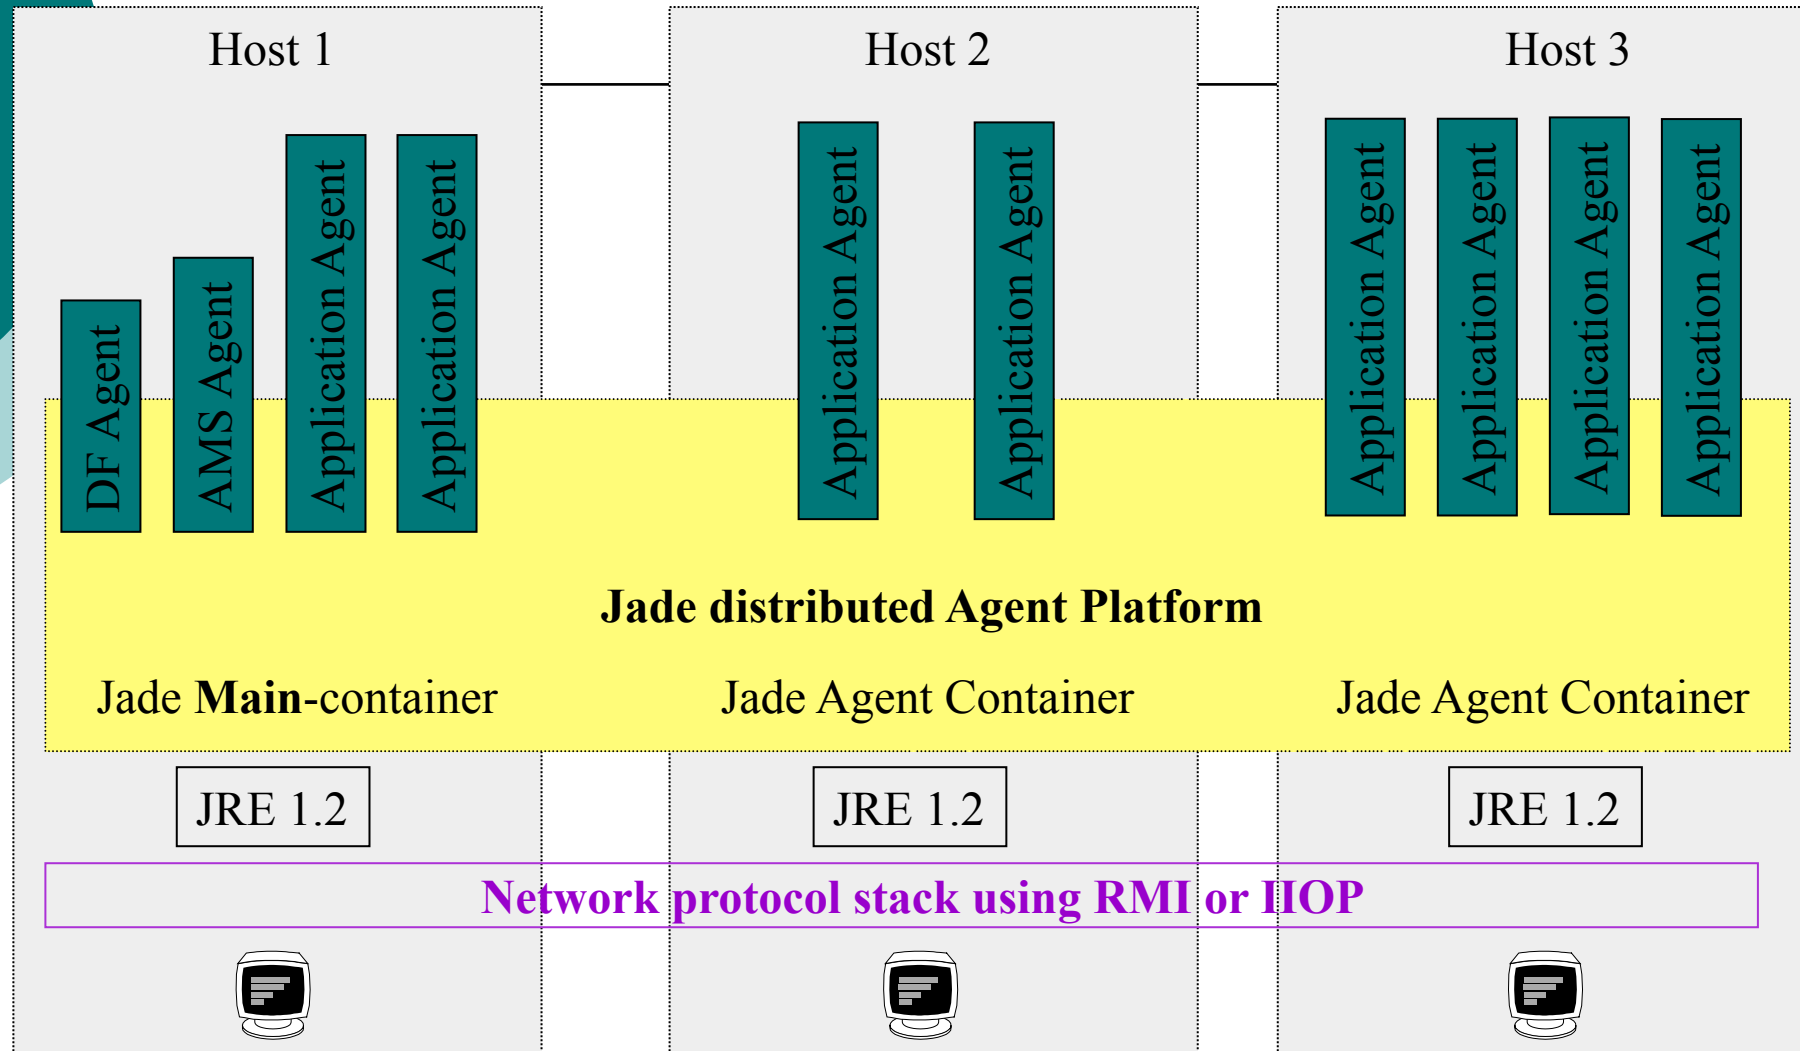 Host 1
Host 2
Host 3
DF Agent
AMS Agent
Application Agent
Application Agent
Application Agent
Application Agent
Application Agent
Application Agent
Application Agent
Application Agent
Jade distributed Agent Platform
Jade Main-container
Jade Agent Container
Jade Agent Container
JRE 1.2
JRE 1.2
JRE 1.2
Network protocol stack using RMI or IIOP